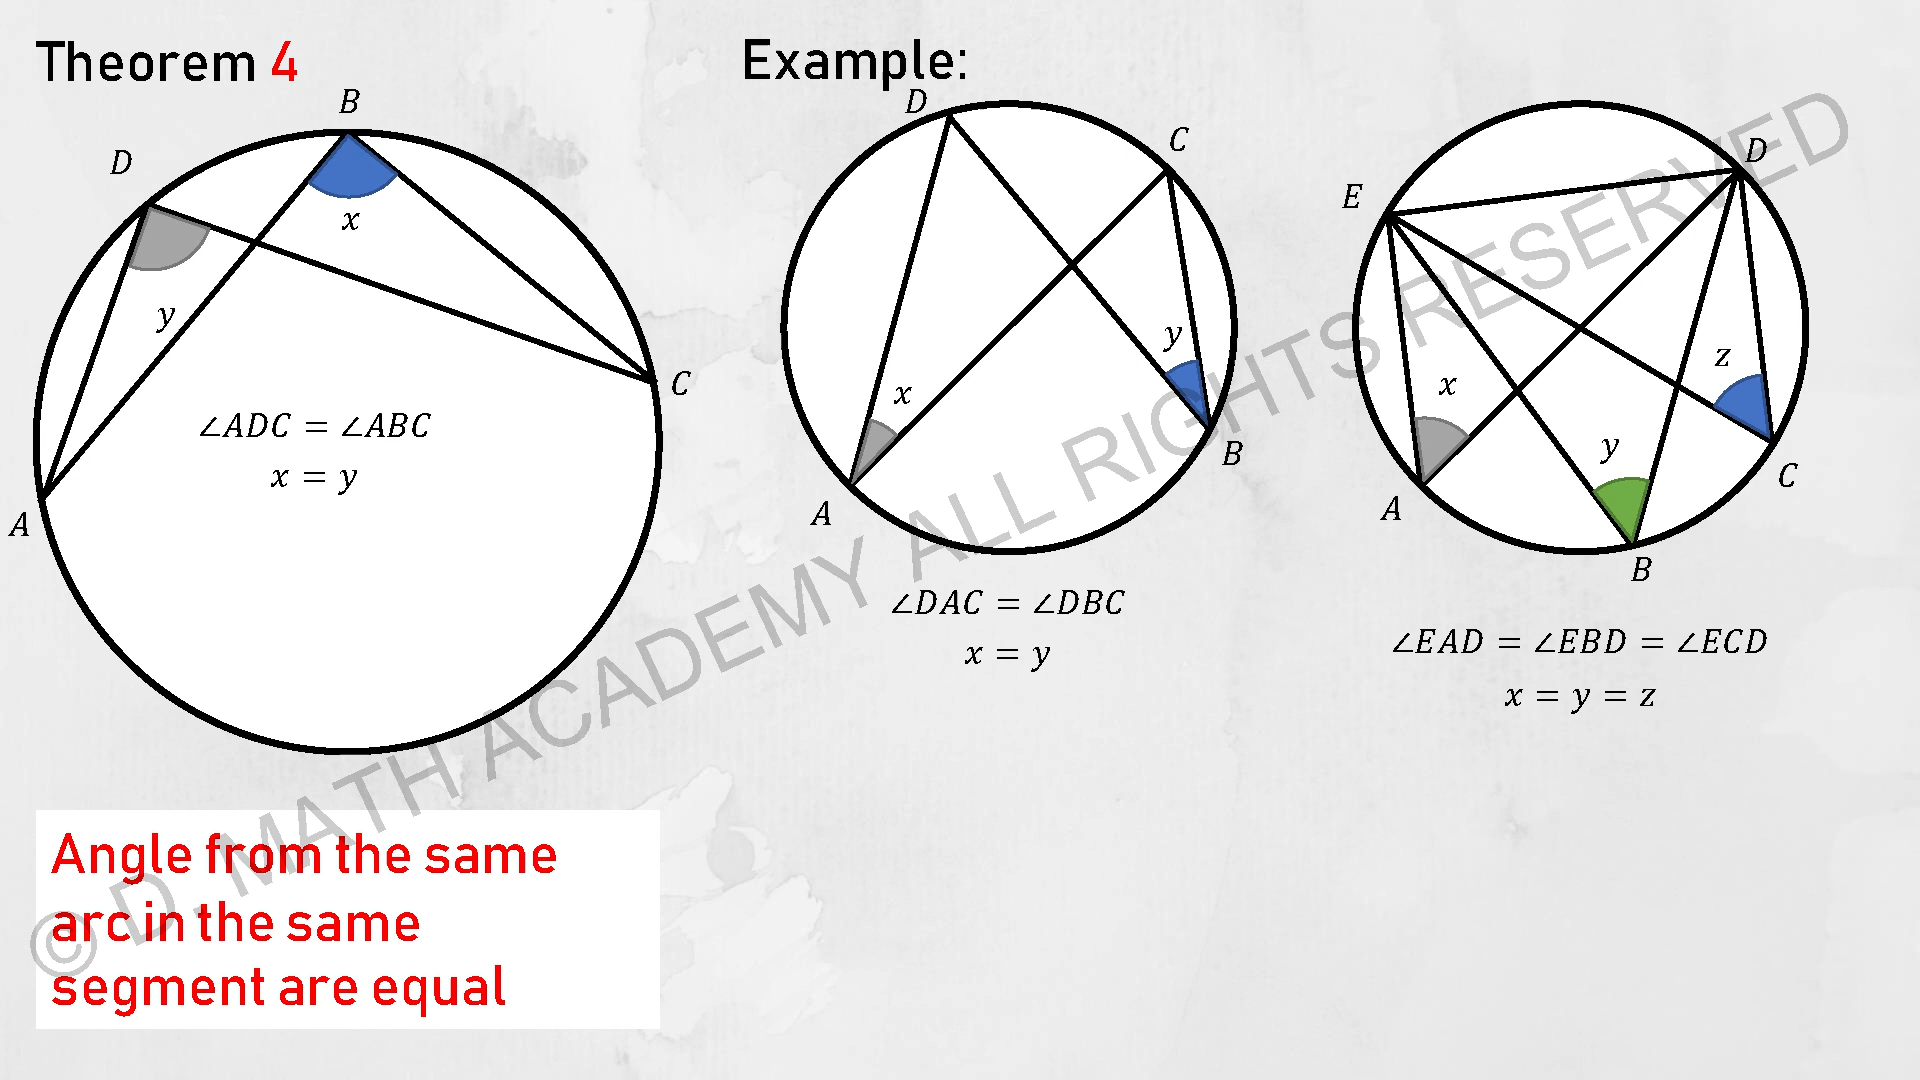 Theorem 4
B
D
x
y
C
∠ADC = ∠ABC
x = y
A
Angle from the same
arc in the same
segment are equal
Example:
D
C
y
x
B
A
∠DAC = ∠DBC
x = y
D
E
z
x
y
C
A
B
∠EAD = ∠EBD = ∠ECD
x = y = z
© D. MATH ACADEMY ALL RIGHTS RESERVED